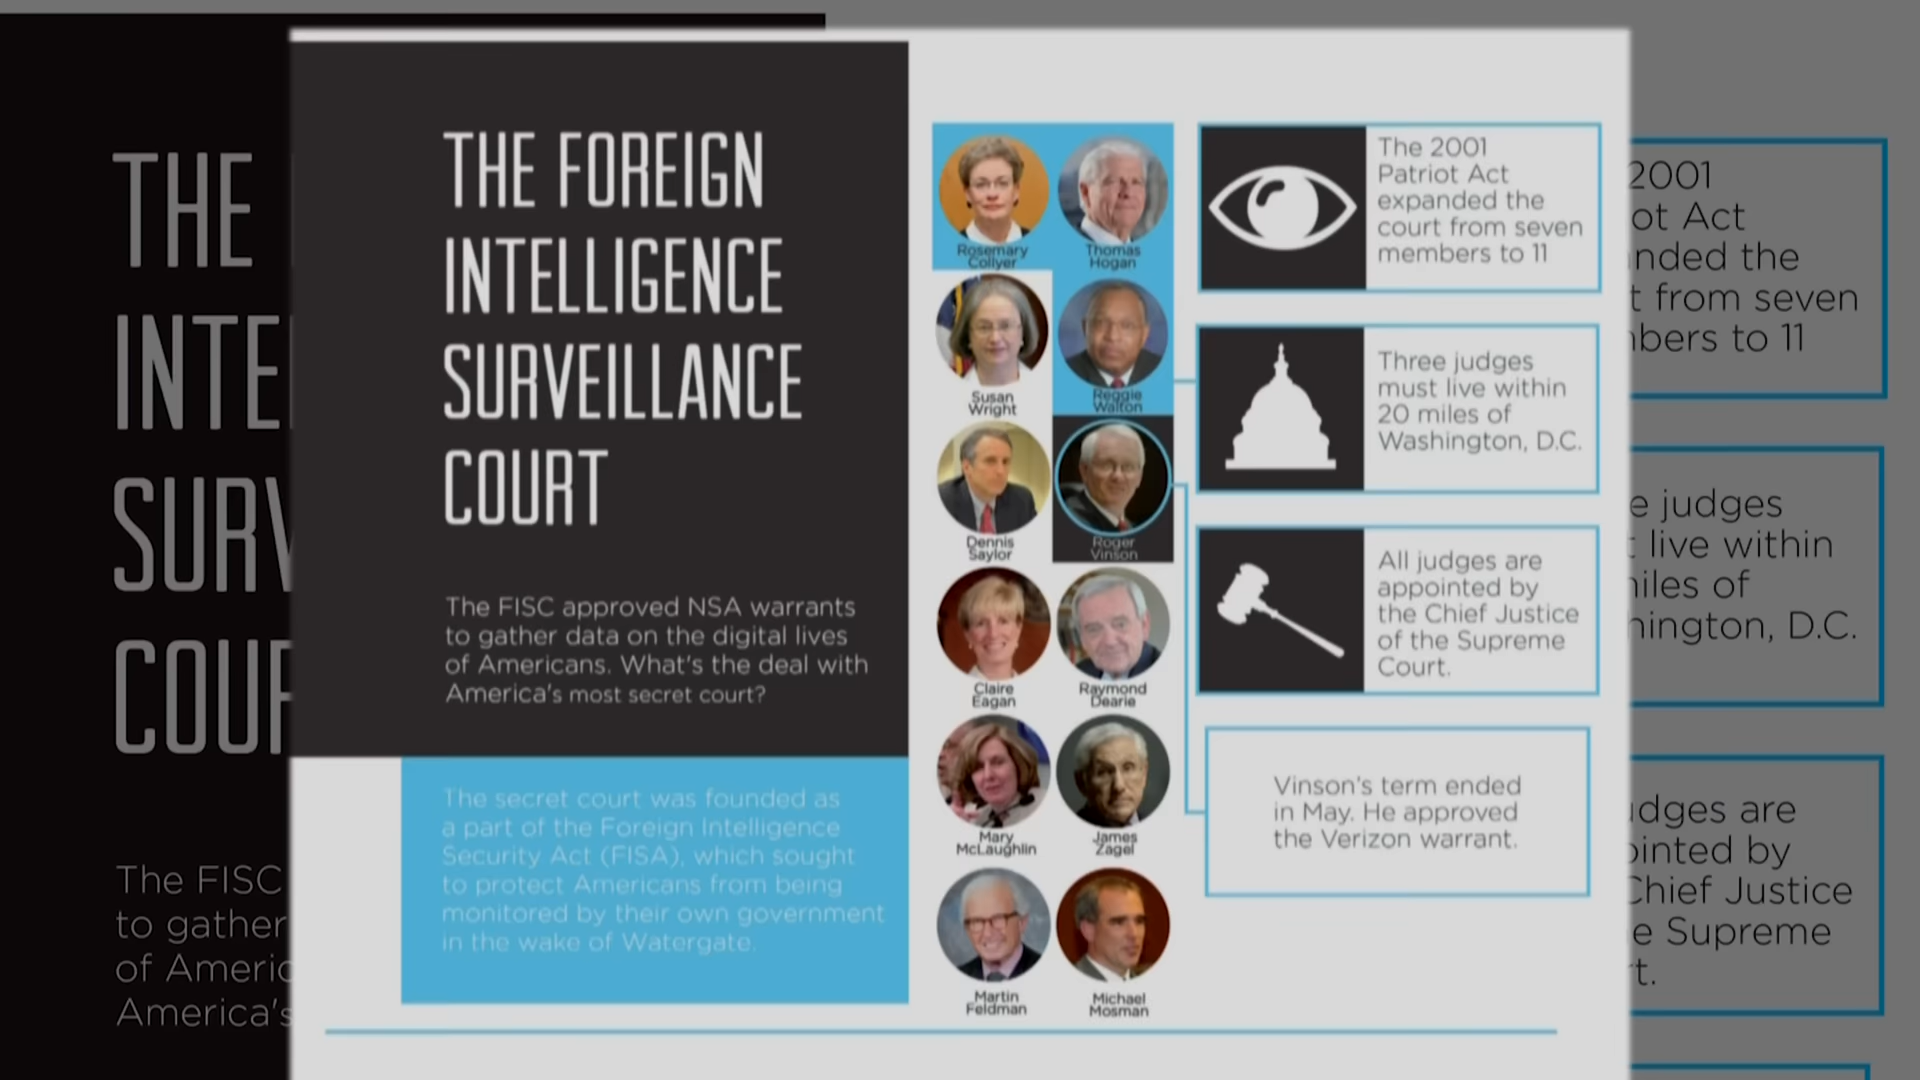 THE FOREIGN
INTELLIGENCE
SURVEILLANCE
COURT
The FISC approved NSA warrants
to gather data on the digital lives
of Americans. What's the deal with
America's most secret court?
The secret court was founded as
a part of the Foreign Intelligence
Security Act (FISA), which sought
to protect Americans from being
monitored by their own government
in the wake of Watergate.
Rosemary
Collyer
Thomas
Hogan
Susan
Wright
Reggie
Walton
Dennis
Saylor
Roger
Vinson
Claire
Eagan
Raymond
Dearie
Mary
McLaughlin
James
Zagel
Martin
Feldman
Michael
Mosman
The 2001
Patriot Act
expanded the
court from seven
members to 11
Three judges
must live within
20 miles of
Washington, D.C.
All judges are
appointed by
the Chief Justice
of the Supreme
Court.
Vinson's term ended
in May. He approved
the Verizon warrant.
THE
INTE
SURV
COUR
The FISC
to gather
of Americ
America's
2001
ot Act
nded the
t from seven
bers to 11
e judges
live within
iles of
hington, D.C.
udges are
ointed by
Chief Justice
e Supreme
t.